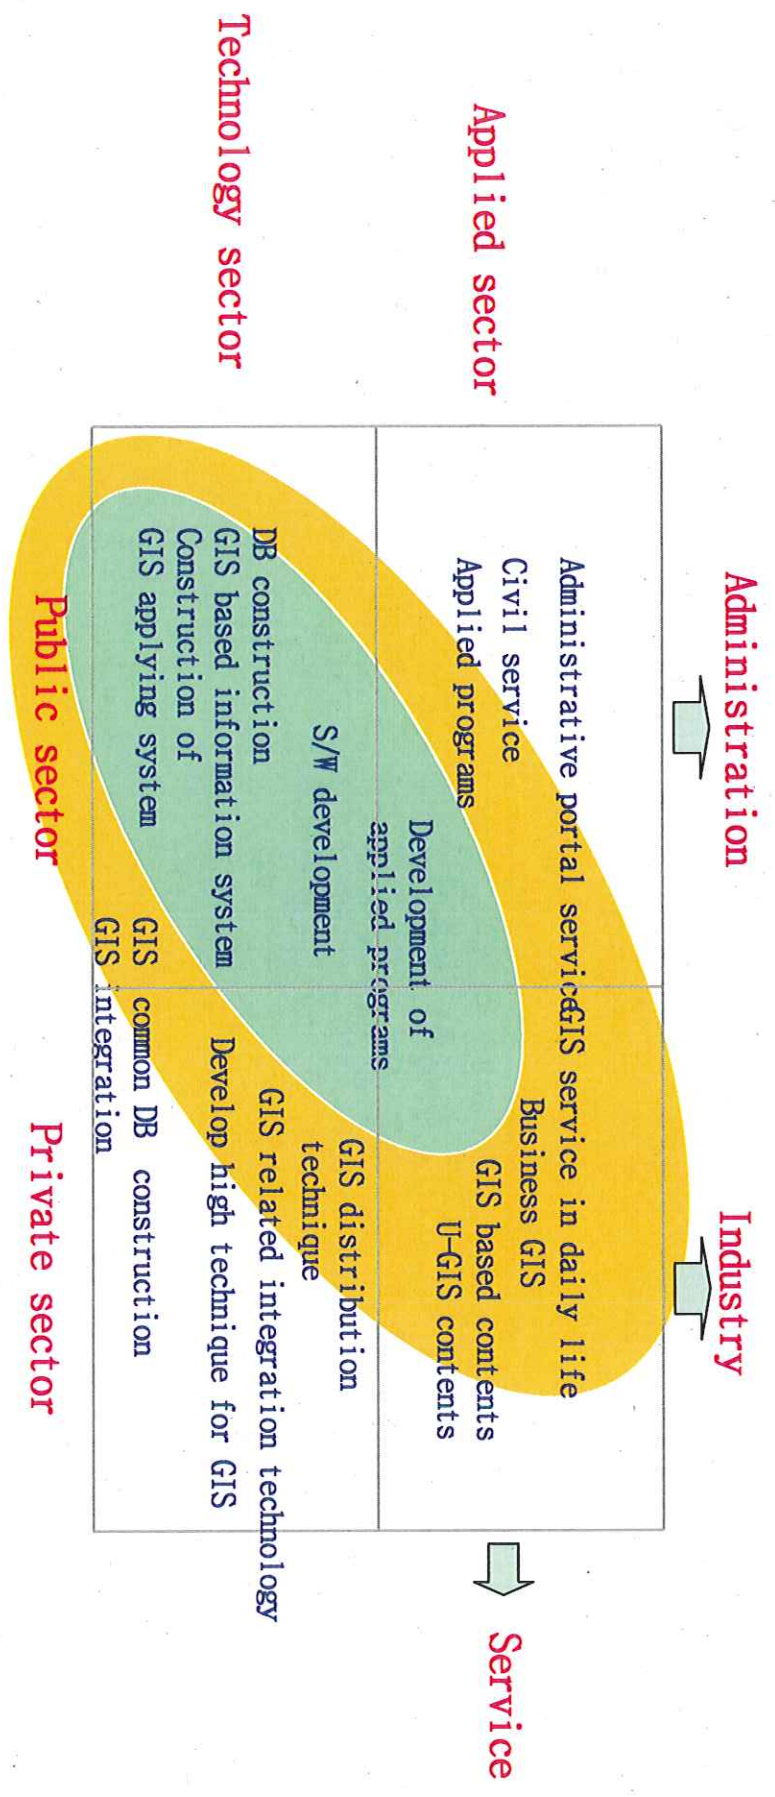 Administration
Industry
Applied sector
Administrative portal service
Civil service
Applied programs
GIS service in daily life
Business GIS
GIS based contents
U-GIS contents
Service
Development of
applied programs
Technology sector
S/W development
DB construction
GIS based information system
Construction of
GIS applying system
GIS distribution
technique
GIS related integration technology
Develop high technique for GIS
GIS common DB construction
GIS integration
Public sector
Private sector